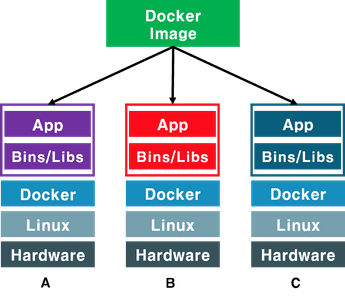 Docker
Image
App App App
Bins/Libs Bins/Libs Bins/Libs
Docker Docker Docker
Linux Linux Linux
Hardware Hardware Hardware
A B C